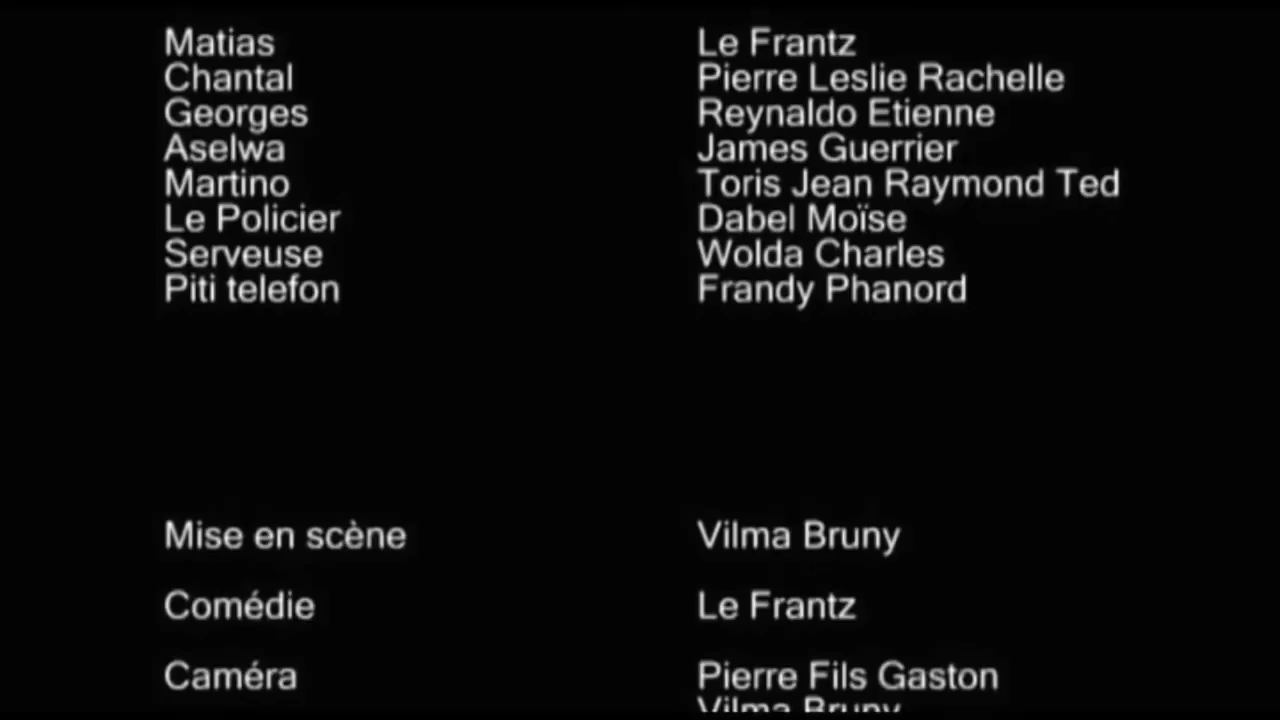 Matias Le Frantz
Chantal Pierre Leslie Rachelle
Georges Reynaldo Etienne
Aselwa James Guerrier
Martino Toris Jean Raymond Ted
Le Policier Dabel Moïse
Serveuse Wolda Charles
Piti telefon Frandy Phanord
Mise en scène Vilma Bruny
Comédie Le Frantz
Caméra Pierre Fils Gaston
Vilma Bruny